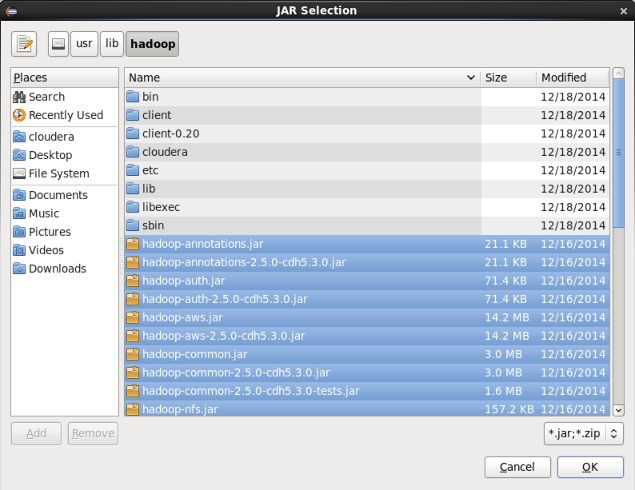 JAR Selection
usr lib hadoop
Places
Search
Recently Used
cloudera
Desktop
File System
Documents
Music
Pictures
Videos
Downloads
Name Size Modified
bin 12/18/2014
client 12/18/2014
client-0.20 12/18/2014
cloudera 12/18/2014
etc 12/18/2014
lib 12/18/2014
libexec 12/18/2014
sbin 12/18/2014
hadoop-annotations.jar 21.1 KB 12/16/2014
hadoop-annotations-2.5.0-cdh5.3.0.jar 21.1 KB 12/16/2014
hadoop-auth.jar 71.4 KB 12/16/2014
hadoop-auth-2.5.0-cdh5.3.0.jar 71.4 KB 12/16/2014
hadoop-aws.jar 14.2 MB 12/16/2014
hadoop-aws-2.5.0-cdh5.3.0.jar 14.2 MB 12/16/2014
hadoop-common.jar 3.0 MB 12/16/2014
hadoop-common-2.5.0-cdh5.3.0.jar 3.0 MB 12/16/2014
hadoop-common-2.5.0-cdh5.3.0-tests.jar 1.6 MB 12/16/2014
hadoop-nfs.jar 157.2 KB 12/16/2014
Add Remove
*.jar;*.zip
Cancel OK